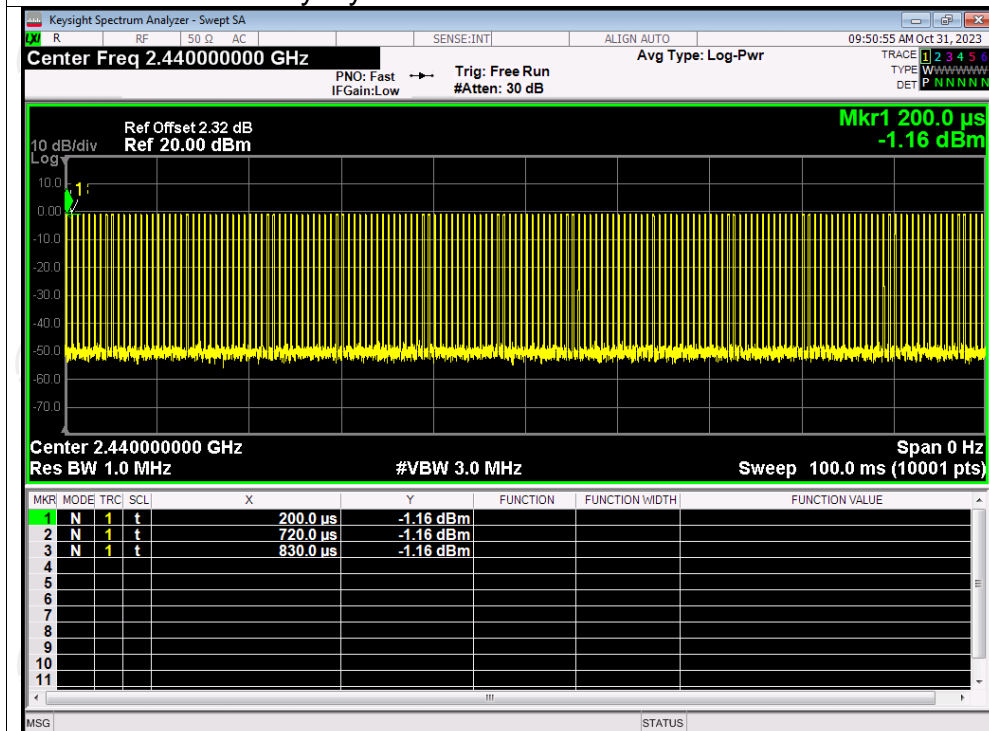 Keysight Spectrum Analyzer - Swept SA
LXI R RF 50 Ω AC SENSE:INT ALIGN AUTO 09:50:55 AM Oct 31, 2023
Center Freq 2.440000000 GHz Avg Type: Log-Pwr TRACE 1 2 3 4 5 6
PNO: Fast Trig: Free Run TYPE WWWWWW
IFGain:Low #Atten: 30 dB DET P N N N N N
Mkr1 200.0 µs
Ref Offset 2.32 dB
10 dB/div Ref 20.00 dBm -1.16 dBm
Log
10.0
1
0.00
-10.0
-20.0
-30.0
-40.0
-50.0
-60.0
-70.0
Center 2.440000000 GHz Span 0 Hz
Res BW 1.0 MHz #VBW 3.0 MHz Sweep 100.0 ms (10001 pts)
MKR MODE TRC SCL X Y FUNCTION FUNCTION WIDTH FUNCTION VALUE
1 N 1 t 200.0 µs -1.16 dBm
2 N 1 t 720.0 µs -1.16 dBm
3 N 1 t 830.0 µs -1.16 dBm
4
5
6
7
8
9
10
11
MSG STATUS